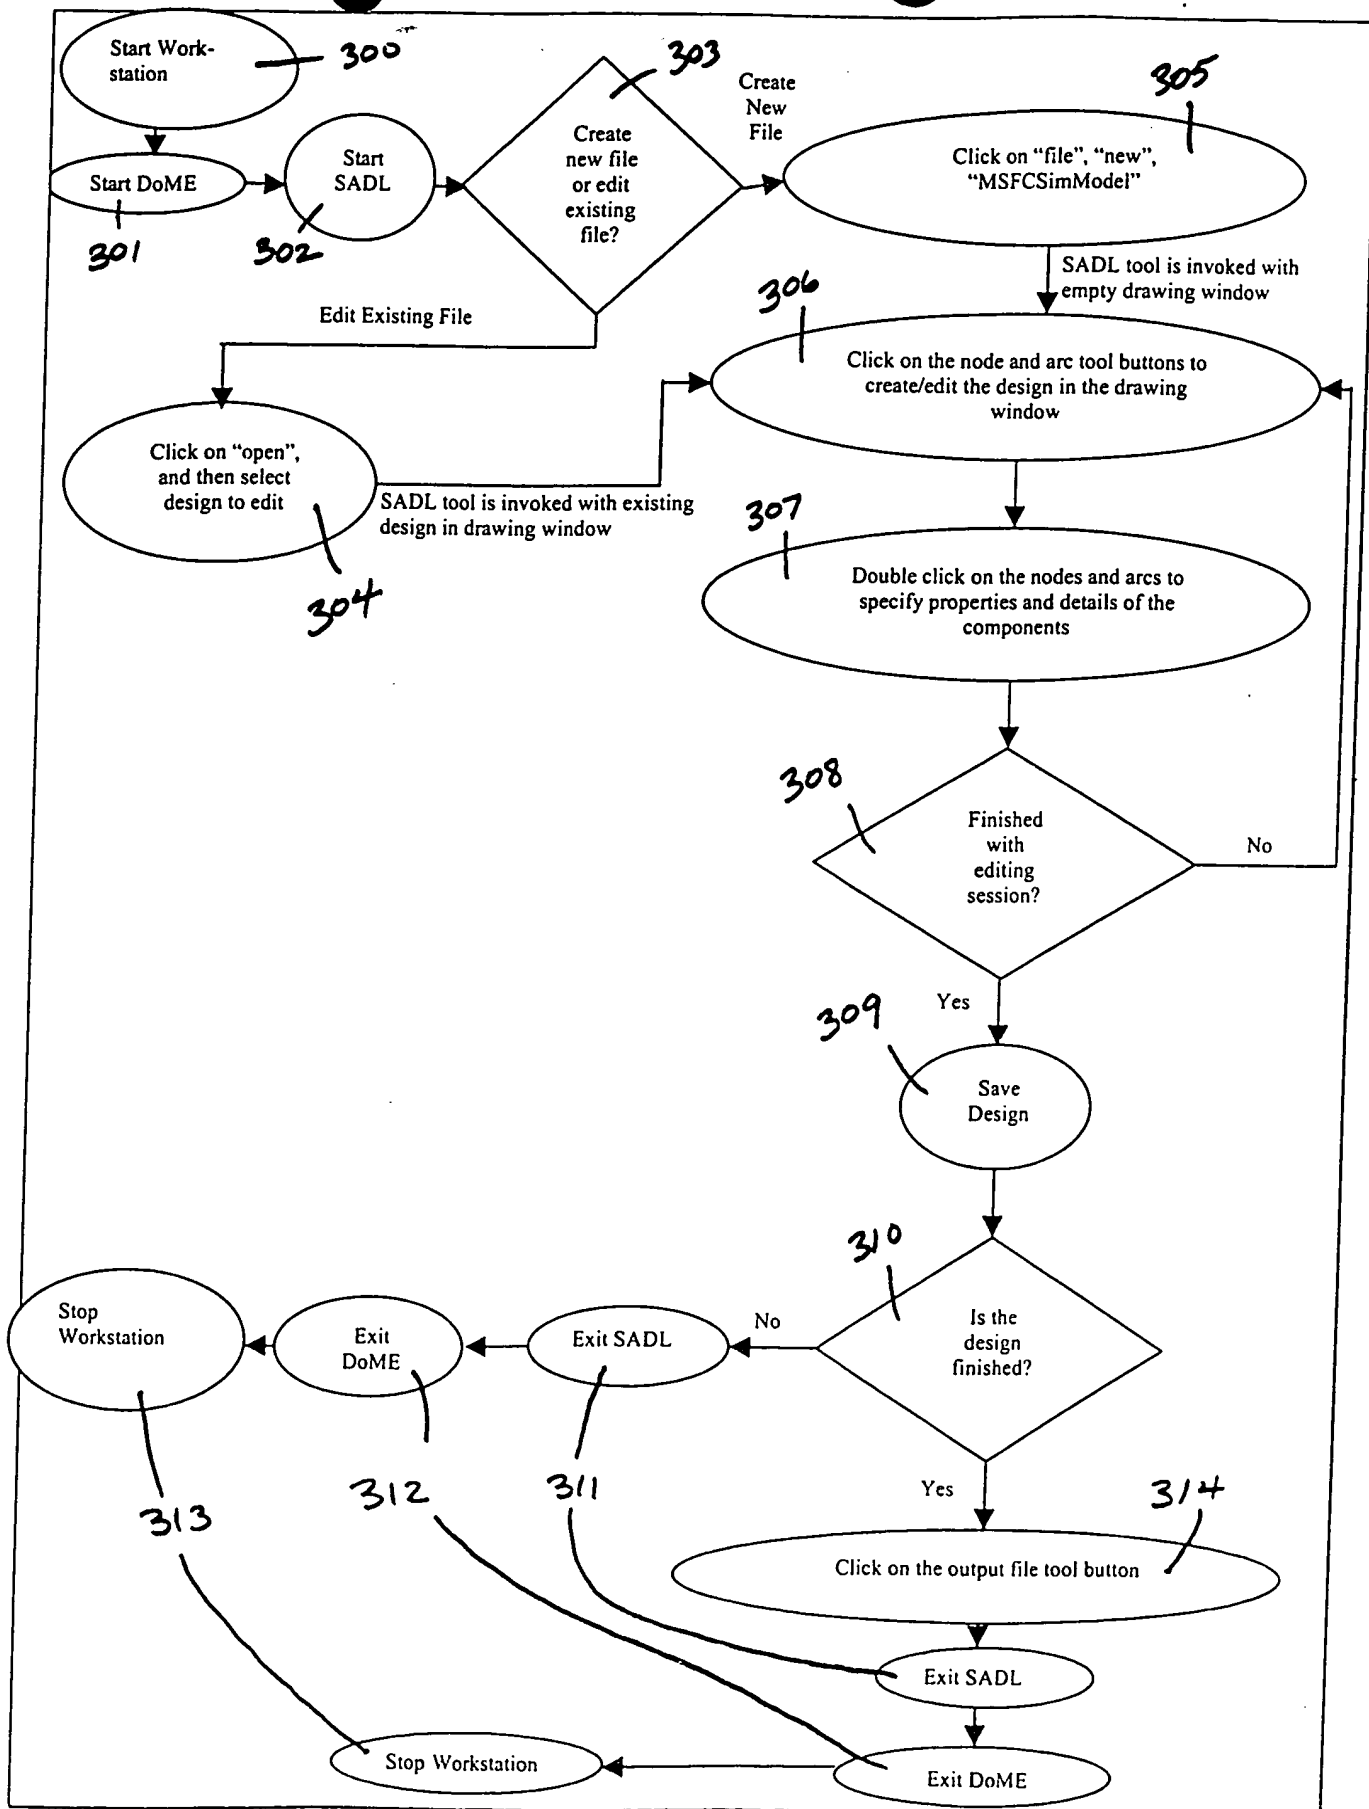 Start Work-
station
300
303
Create
New
File
305
Start DoME
301
Start
SADL
302
Create
new file
or edit
existing
file?
Click on “file”, “new”,
“MSFCSimModel”
SADL tool is invoked with
empty drawing window
Edit Existing File
306
Click on the node and arc tool buttons to
create/edit the design in the drawing
window
Click on “open”,
and then select
design to edit
304
SADL tool is invoked with existing
design in drawing window
307
Double click on the nodes and arcs to
specify properties and details of the
components
308
Finished
with
editing
session?
No
Yes
309
Save
Design
310
Is the
design
finished?
No
Exit SADL
Exit
DoME
Stop
Workstation
313
312
311
Yes
314
Click on the output file tool button
Exit SADL
Exit DoME
Stop Workstation